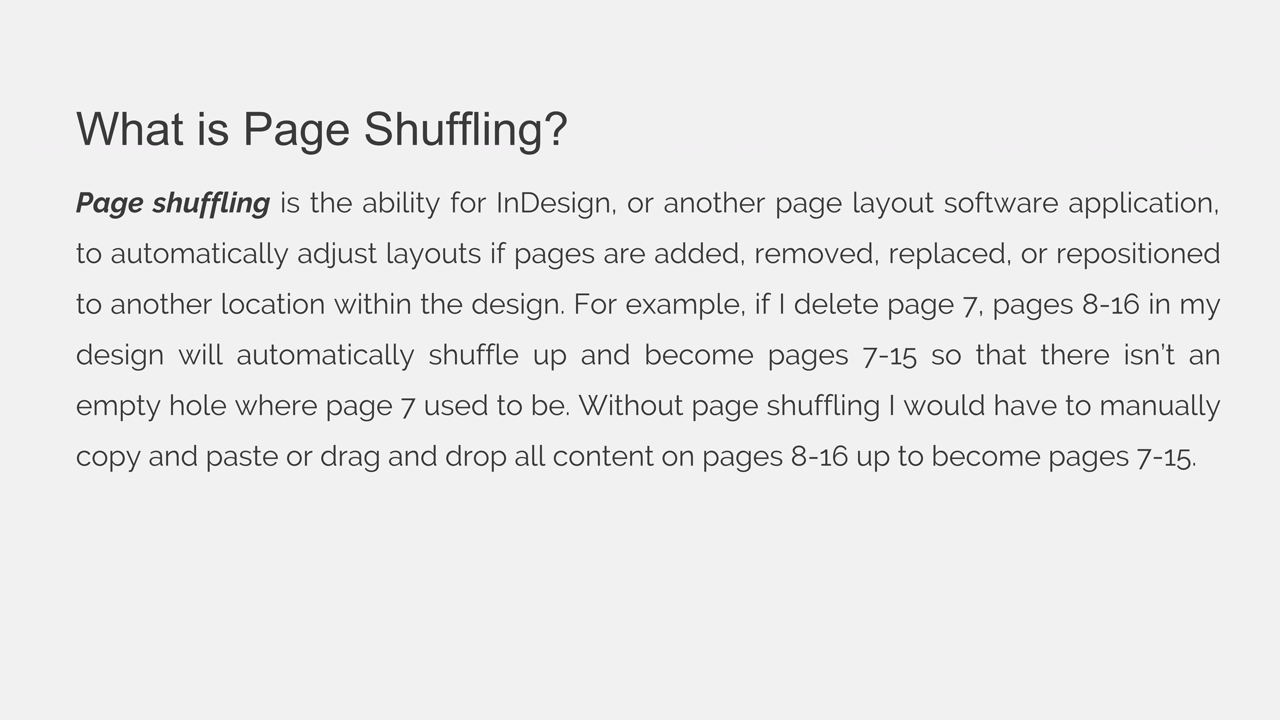 What is Page Shuffling?
Page shuffling is the ability for InDesign, or another page layout software application,
to automatically adjust layouts if pages are added, removed, replaced, or repositioned
to another location within the design. For example, if I delete page 7, pages 8-16 in my
design will automatically shuffle up and become pages 7-15 so that there isn’t an
empty hole where page 7 used to be. Without page shuffling I would have to manually
copy and paste or drag and drop all content on pages 8-16 up to become pages 7-15.